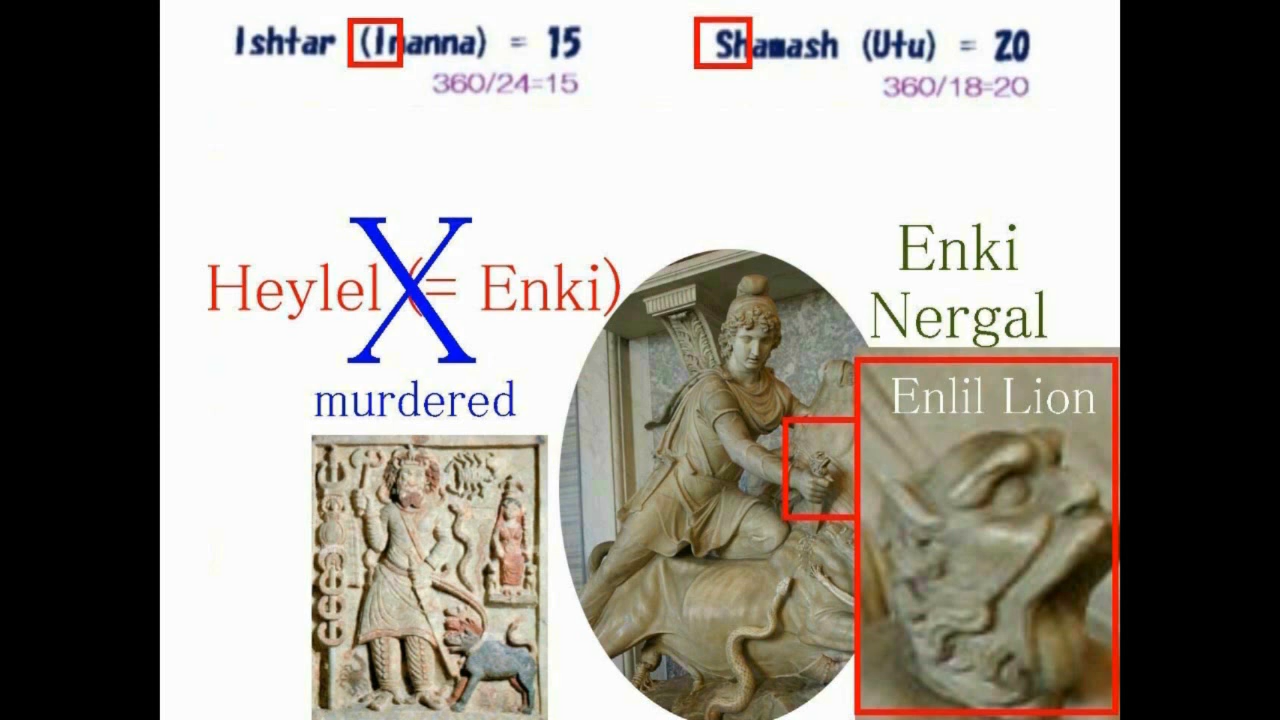 Ishtar (Inanna) = 15
360/24=15
Shamash (Utu) = 20
360/18=20
Heylel (= Enki)
X
murdered
Enki
Nergal
Enlil Lion